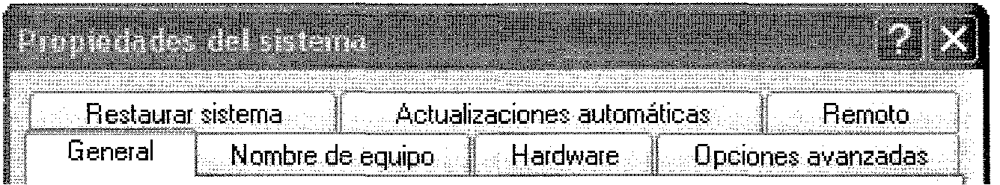 Propiedades del sistema ? X
Restaurar sistema Actualizaciones automáticas Remoto
General Nombre de equipo Hardware Opciones avanzadas